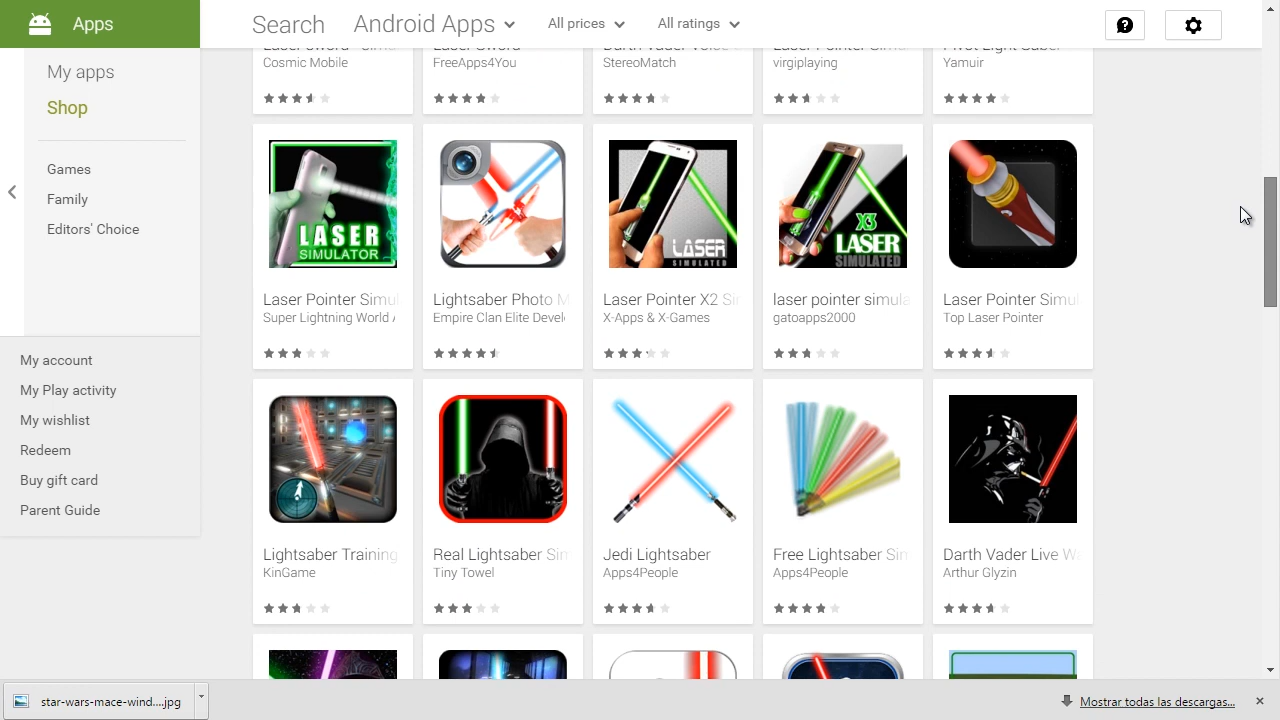 Apps
Search
Android Apps
All prices
All ratings
My apps
Shop
Games
Family
Editors' Choice
My account
My Play activity
My wishlist
Redeem
Buy gift card
Parent Guide
Cosmic Mobile
FreeApps4You
StereoMatch
virgiplaying
Yamuir
LASER
SIMULATOR
LASER
SIMULATED
X3
LASER
SIMULATED
Laser Pointer Simul
Super Lightning World
Lightsaber Photo M
Empire Clan Elite Devel
Laser Pointer X2 Si
X-Apps & X-Games
laser pointer simula
gatoapps2000
Laser Pointer Simul
Top Laser Pointer
Lightsaber Training
KinGame
Real Lightsaber Sim
Tiny Towel
Jedi Lightsaber
Apps4People
Free Lightsaber Sim
Apps4People
Darth Vader Live W
Arthur Glyzin
star-wars-mace-wind....jpg
Mostrar todas las descargas...